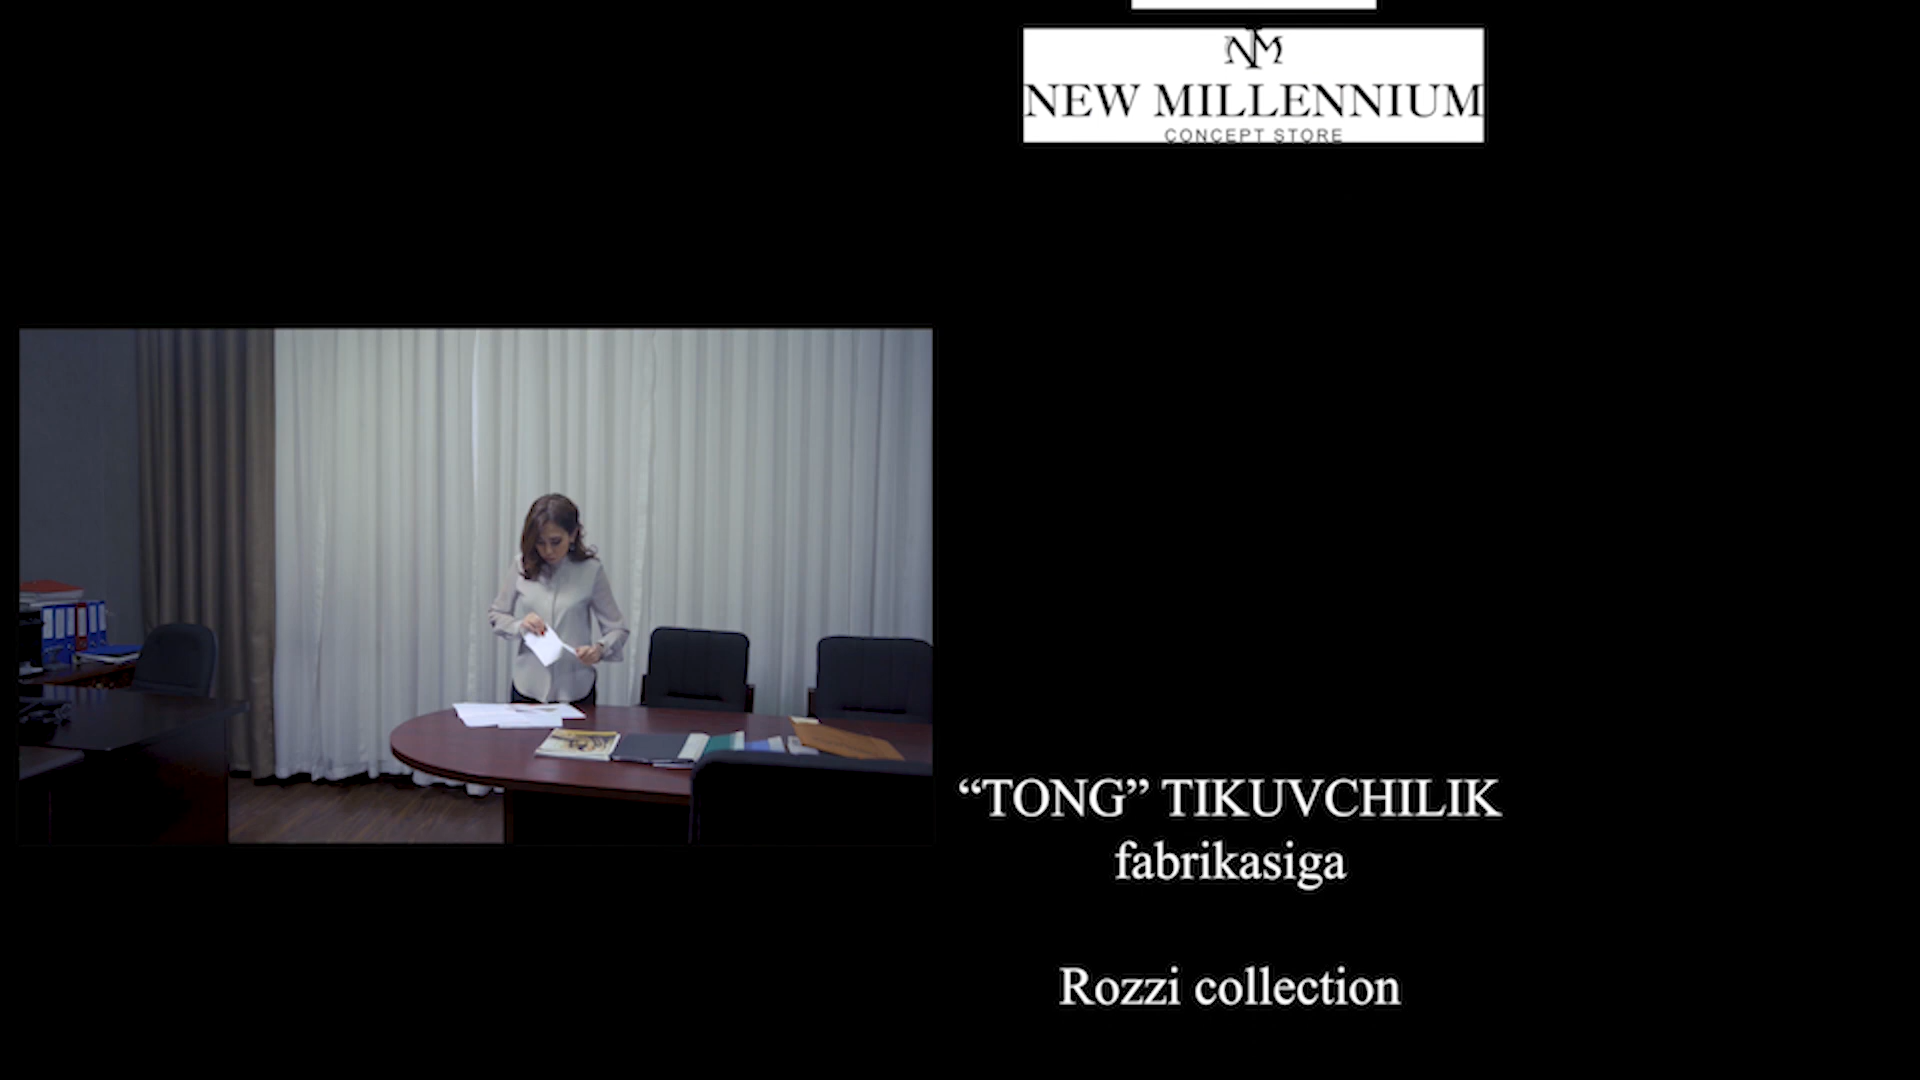 NM
NEW MILLENNIUM
CONCEPT STORE
“TONG” TIKUVCHILIK
fabrikasiga
Rozzi collection